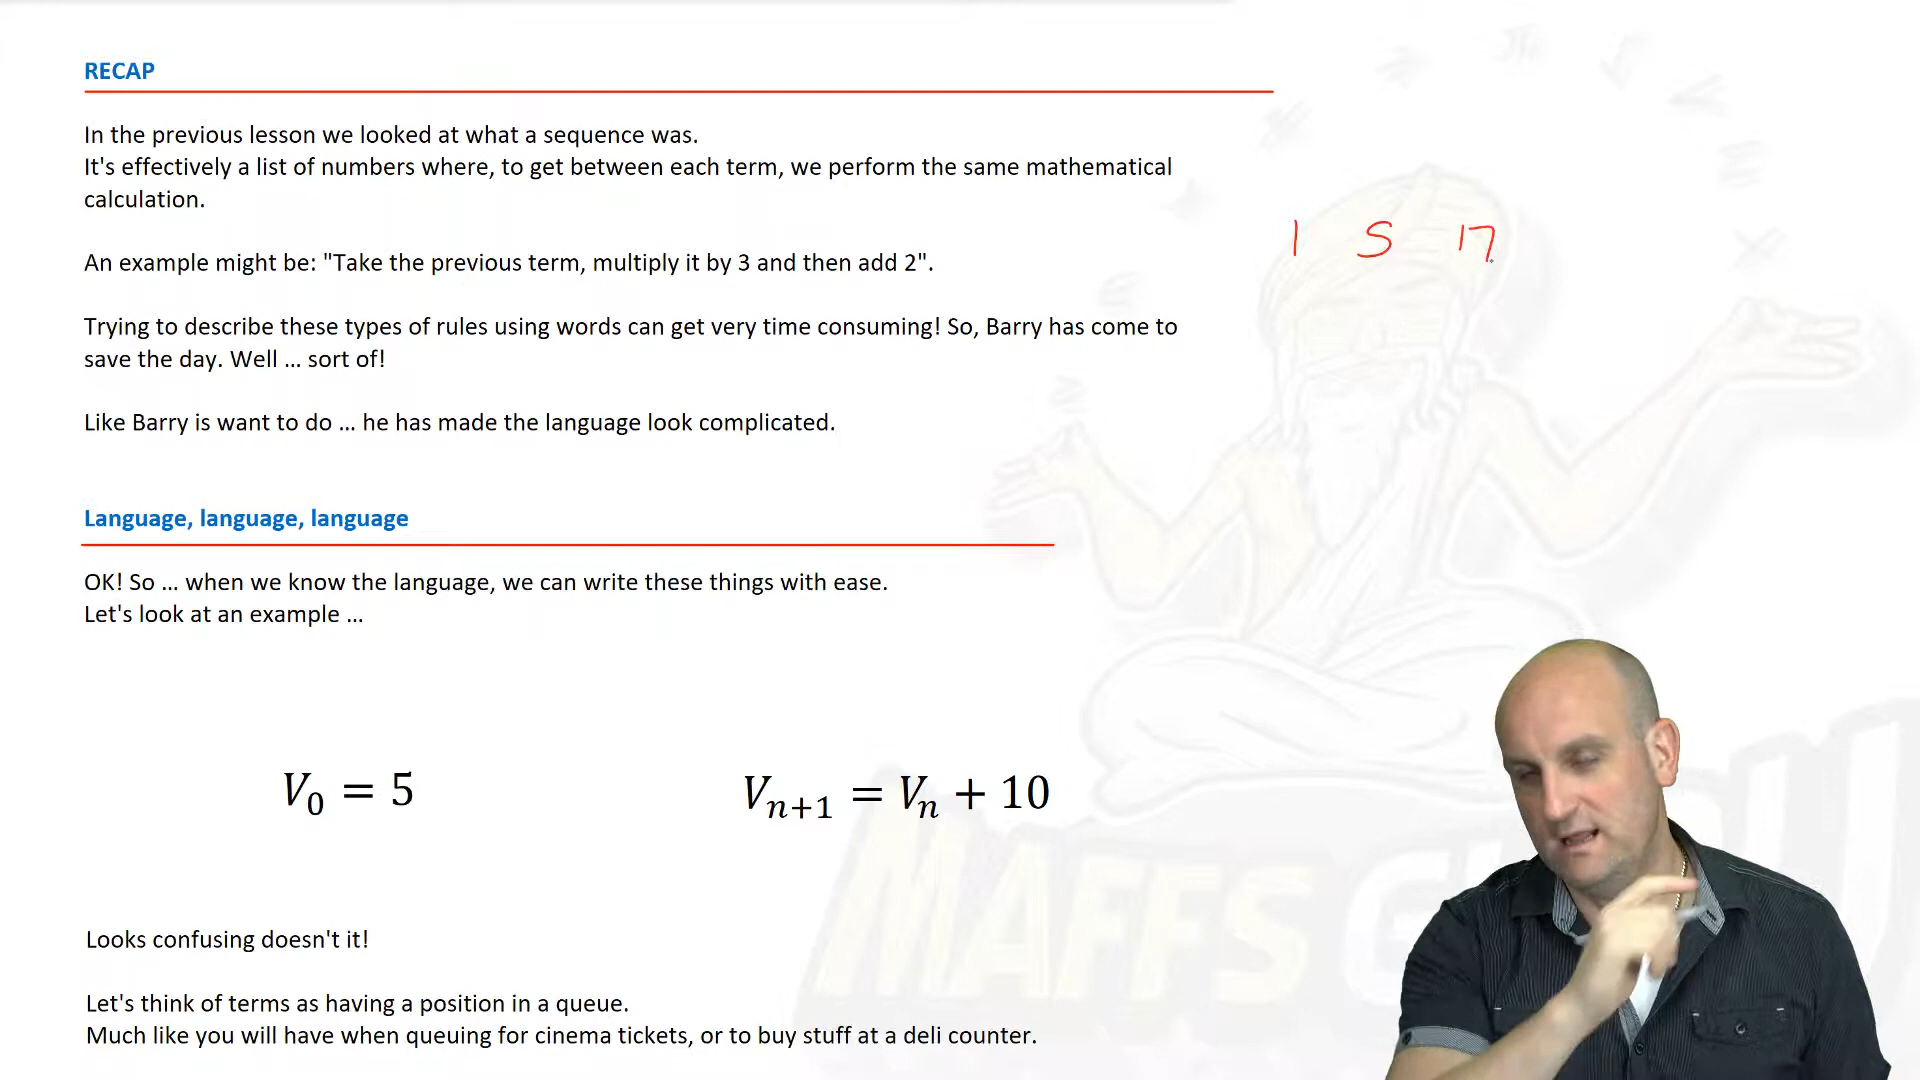 RECAP
In the previous lesson we looked at what a sequence was.
It's effectively a list of numbers where, to get between each term, we perform the same mathematical
calculation.
1 5 17
An example might be: "Take the previous term, multiply it by 3 and then add 2".
Trying to describe these types of rules using words can get very time consuming! So, Barry has come to
save the day. Well ... sort of!
Like Barry is want to do ... he has made the language look complicated.
Language, language, language
OK! So ... when we know the language, we can write these things with ease.
Let's look at an example ...
V₀ = 5
Vₙ₊₁ = Vₙ + 10
Looks confusing doesn't it!
Let's think of terms as having a position in a queue.
Much like you will have when queuing for cinema tickets, or to buy stuff at a deli counter.
MAFFS GURU